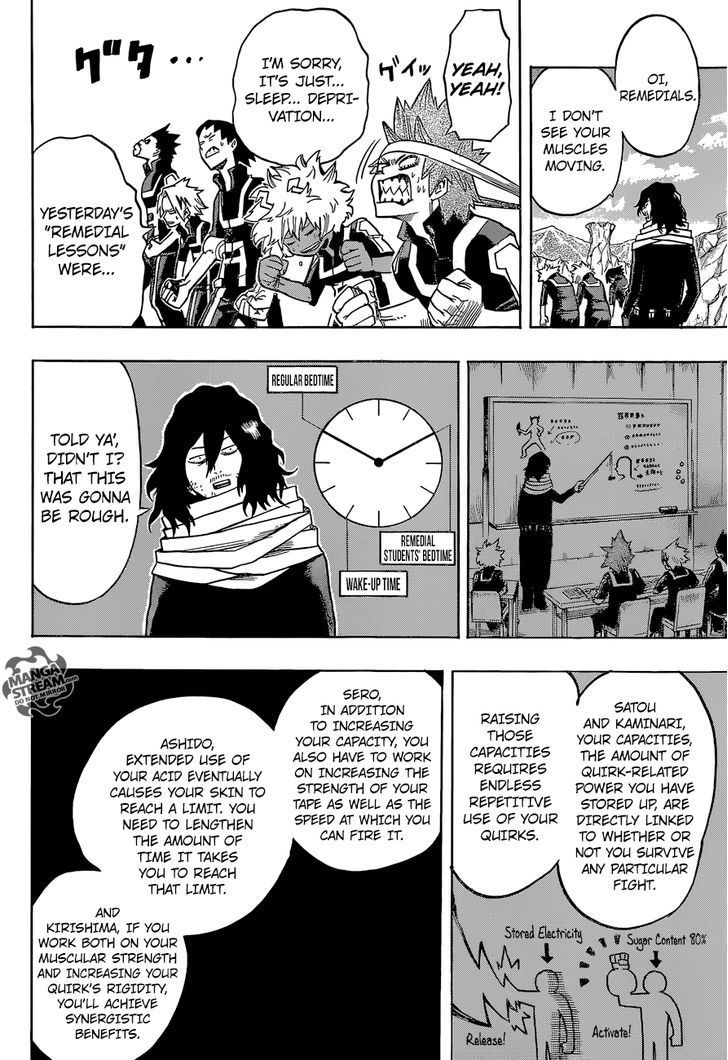 OI,
REMEDIALS.
I DON'T
SEE YOUR
MUSCLES
MOVING.
YEAH,
YEAH!
グイッ
I'M SORRY,
IT'S JUST...
SLEEP... DEPRI-
VATION...
グタ...
YESTERDAY'S
"REMEDIAL
LESSONS"
WERE...
REGULAR BEDTIME
REMEDIAL
STUDENTS' BEDTIME
WAKE-UP TIME
TOLD YA',
DIDN'T I?
THAT THIS
WAS GONNA
BE ROUGH.
SATOU
AND KAMINARI,
YOUR CAPACITIES,
THE AMOUNT OF
QUIRK-RELATED
POWER YOU HAVE
STORED UP, ARE
DIRECTLY LINKED
TO WHETHER OR
NOT YOU SURVIVE
ANY PARTICULAR
FIGHT.
RAISING
THOSE
CAPACITIES
REQUIRES
ENDLESS
REPETITIVE
USE OF YOUR
QUIRKS.
Stored Electricity
Sugar Content 80%
Release!
Activate!
SERO,
IN ADDITION
TO INCREASING
YOUR CAPACITY, YOU
ALSO HAVE TO WORK
ON INCREASING THE
STRENGTH OF YOUR
TAPE AS WELL AS THE
SPEED AT WHICH YOU
CAN FIRE IT.
ASHIDO,
EXTENDED USE OF
YOUR ACID EVENTUALLY
CAUSES YOUR SKIN TO
REACH A LIMIT. YOU
NEED TO LENGTHEN
THE AMOUNT OF
TIME IT TAKES
YOU TO REACH
THAT LIMIT.
AND
KIRISHIMA, IF YOU
WORK BOTH ON YOUR
MUSCULAR STRENGTH
AND INCREASING YOUR
QUIRK'S RIGIDITY,
YOU'LL ACHIEVE
SYNERGISTIC
BENEFITS.
MANGA
STREAM.com
DO NOT MIRROR